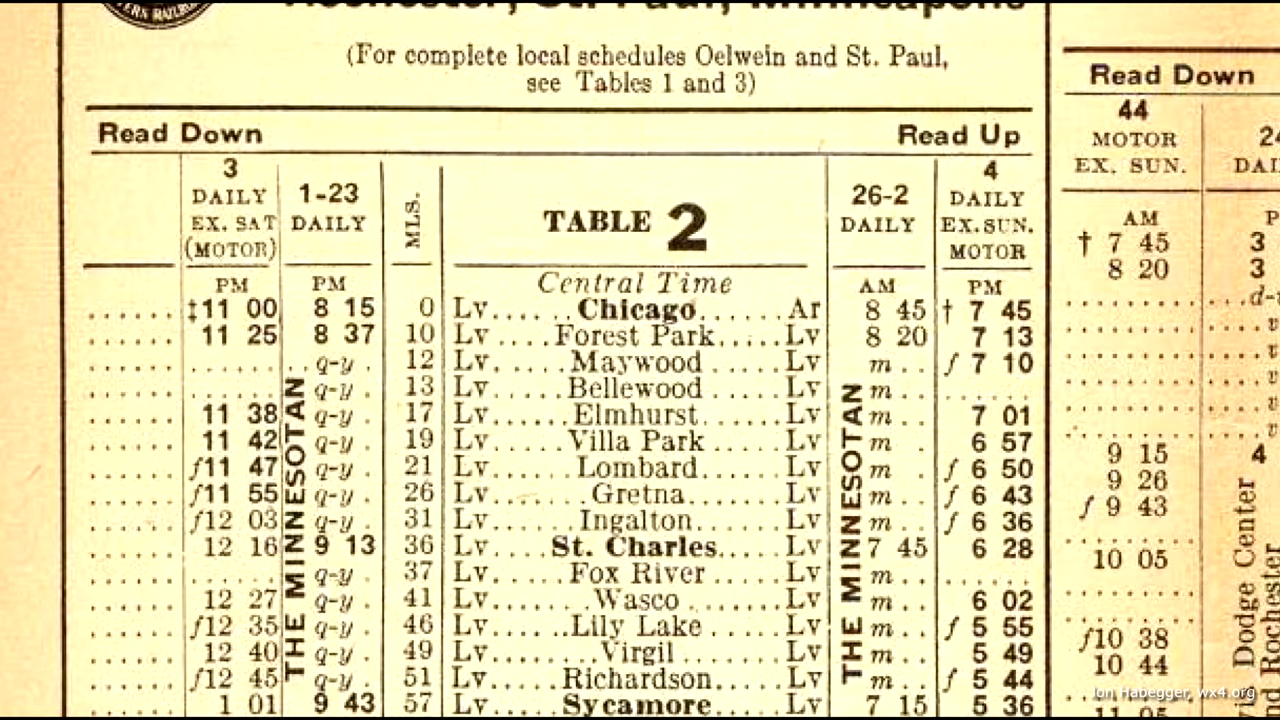 Rochester, St. Paul, Minneapolis
(For complete local schedules Oelwein and St. Paul,
see Tables 1 and 3)
Read Down Read Up
3 DAILY EX. SAT (MOTOR) 1-23 DAILY MLS. TABLE 2 26-2 DAILY 4 DAILY EX. SUN. MOTOR
PM PM Central Time AM PM
‡11 00 8 15 0 Lv......Chicago......Ar 8 45 † 7 45
11 25 8 37 10 Lv....Forest Park.....Lv 8 20 7 13
q-y . 12 Lv.....Maywood.....Lv m . . f 7 10
q-y . 13 Lv.....Bellewood.....Lv m . .
11 38 q-y . 17 Lv.....Elmhurst.....Lv m . . 7 01
11 42 q-y . 19 Lv.....Villa Park.....Lv m . 6 57
f11 47 q-y . 21 Lv.....Lombard.....Lv m . f 6 50
f11 55 q-y . 26 Lv......Gretna......Lv m . . f 6 43
f12 03 q-y . 31 Lv.....Ingalton.....Lv m . . f 6 36
12 16 9 13 36 Lv....St. Charles....Lv 7 45 6 28
q-y . 37 Lv.....Fox River.....Lv m . .
12 27 q-y . 41 Lv......Wasco......Lv m . . 6 02
f12 35 q-y . 46 Lv.....Lily Lake.....Lv m . . f 5 55
12 40 q-y . 49 Lv......Virgil......Lv m . . 5 49
f12 45 q-y . 51 Lv....Richardson....Lv m . . f 5 44
1 01 9 43 57 Lv.....Sycamore.....Lv 7 15 5 36
THE MINNESOTAN
THE MINNESOTAN
Read Down
44
MOTOR
EX. SUN.
AM
† 7 45 3
8 20 3
9 15 4
9 26
f 9 43
10 05
f10 38
10 44
11 05
Dodge Center
Rochester
Jon Habegger, wx4.org